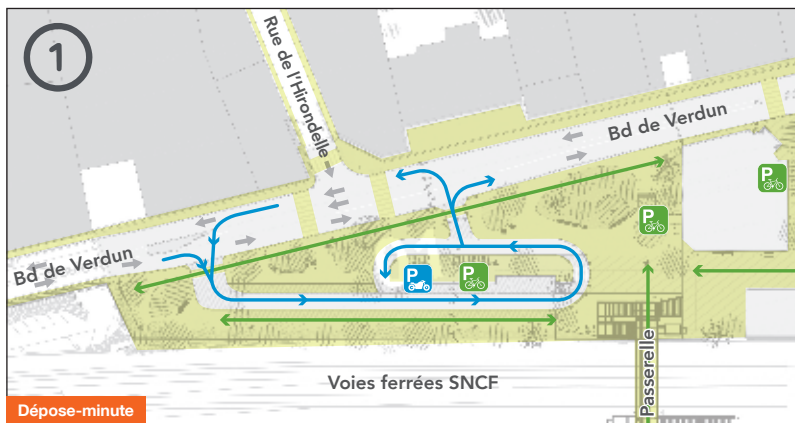 1
Rue de l'Hirondelle
Bd de Verdun
P
P
Bd de Verdun
P
P
Passerelle
Voies ferrées SNCF
Dépose-minute